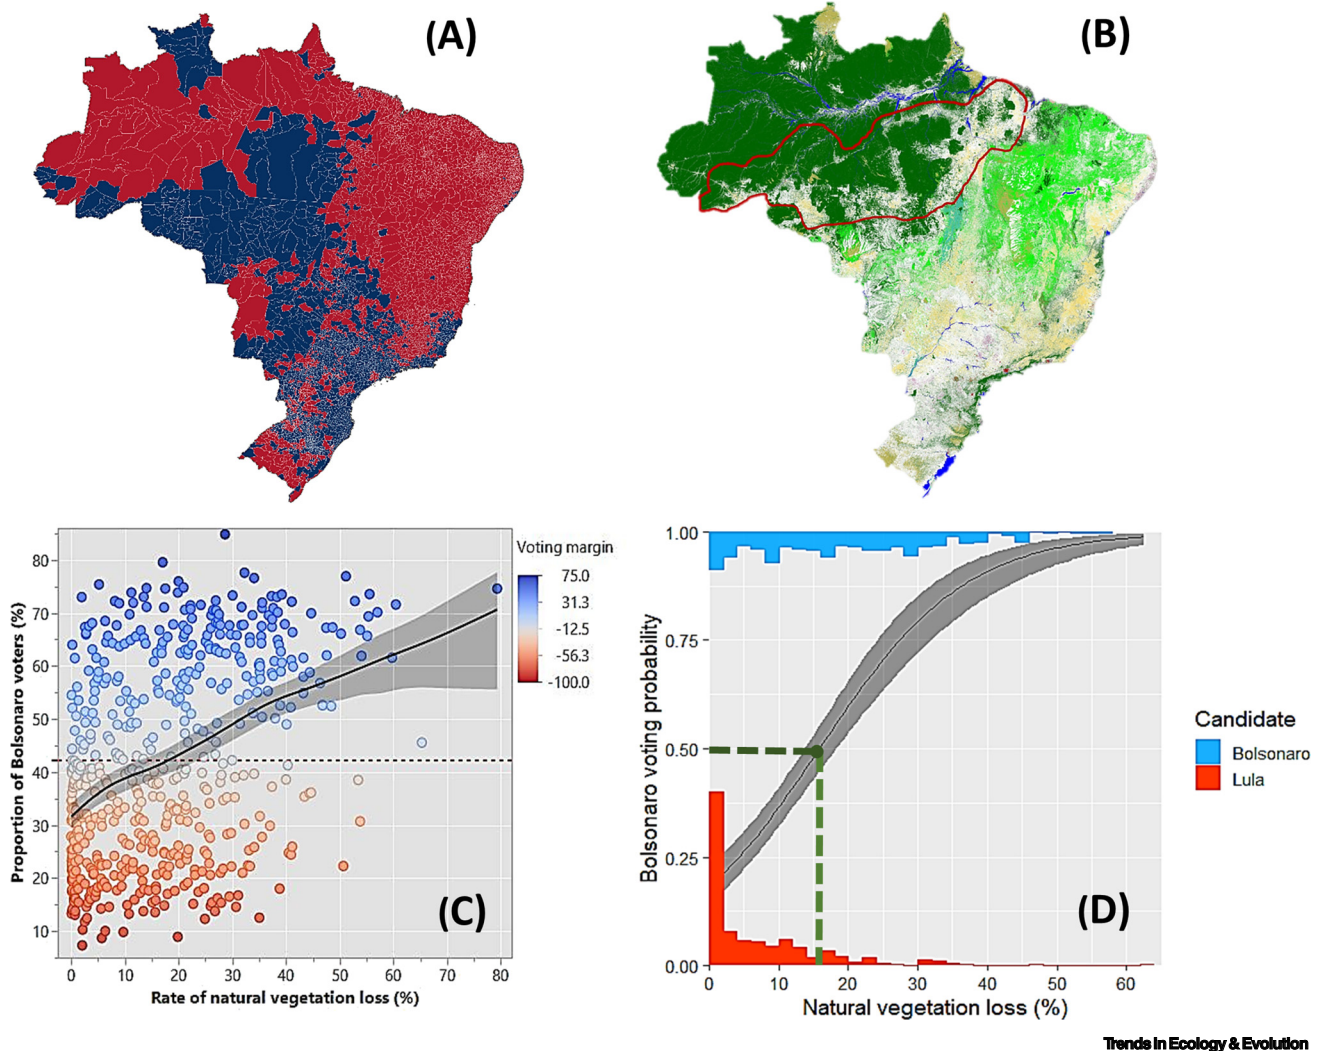 (A)
(B)
Proportion of Bolsonaro voters (%)
80
70
60
50
40
30
20
10
0 10 20 30 40 50 60 70 80
Rate of natural vegetation loss (%)
(C)
Voting margin
75.0
31.3
-12.5
-56.3
-100.0
Bolsonaro voting probability
1.00
0.75
0.50
0.25
0.00
0 10 20 30 40 50 60
Natural vegetation loss (%)
(D)
Candidate
Bolsonaro
Lula
Trends in Ecology & Evolution